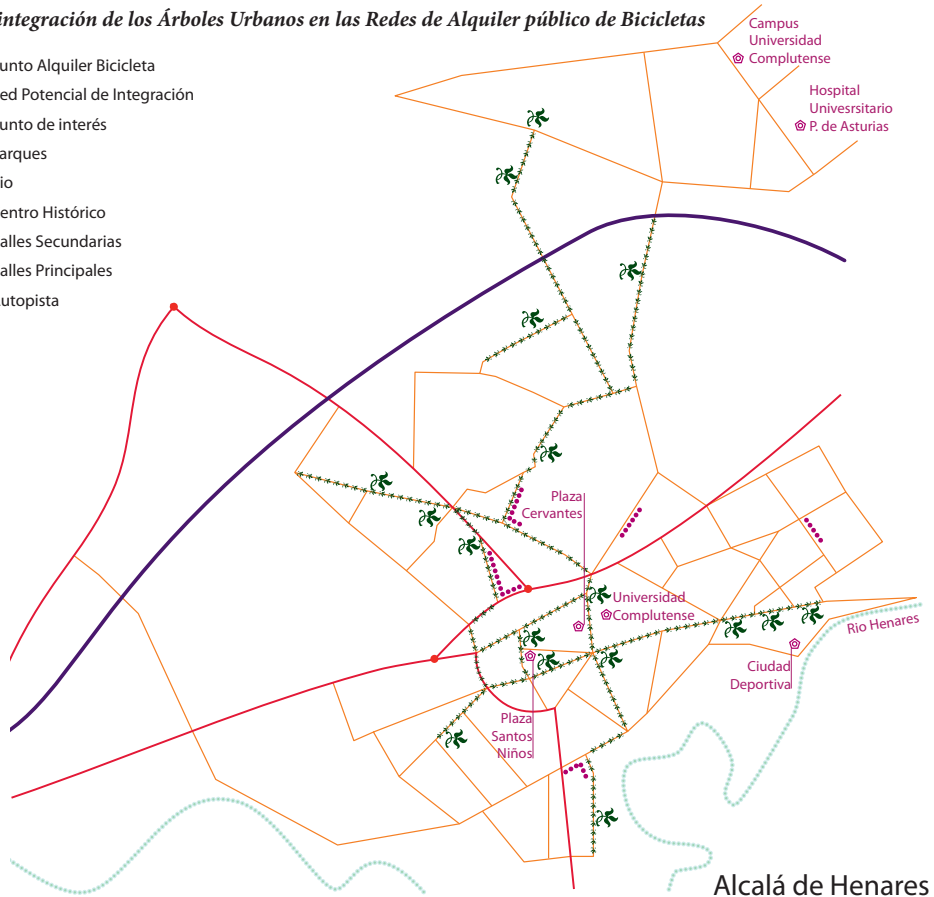 integración de los Árboles Urbanos en las Redes de Alquiler público de Bicicletas
unto Alquiler Bicicleta
ed Potencial de Integración
unto de interés
arques
io
entro Histórico
alles Secundarias
alles Principales
utopista
Campus
Universidad
Complutense
Hospital
Univesrsitario
P. de Asturias
Plaza
Cervantes
Universidad
Complutense
Rio Henares
Ciudad
Deportiva
Plaza
Santos
Niños
Alcalá de Henares